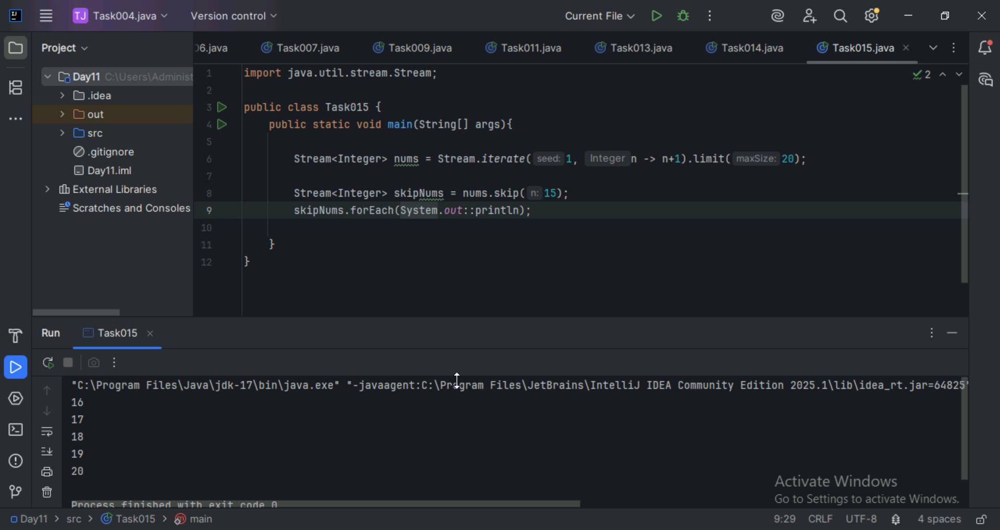 TJ Task004.java Version control Current File
Project
06.java Task007.java Task009.java Task011.java Task013.java Task014.java Task015.java
Day11 C:\Users\Administ
.idea
out
src
.gitignore
Day11.iml
External Libraries
Scratches and Consoles
2
1 import java.util.stream.Stream;
2
3 public class Task015 {
4 public static void main(String[] args){
5
6 Stream<Integer> nums = Stream.iterate( seed: 1, Integer n -> n+1).limit( maxSize: 20);
7
8 Stream<Integer> skipNums = nums.skip( n: 15);
9 skipNums.forEach(System.out::println);
10
11 }
12 }
Run Task015
"C:\Program Files\Java\jdk-17\bin\java.exe" "-javaagent:C:\Program Files\JetBrains\IntelliJ IDEA Community Edition 2025.1\lib\idea_rt.jar=64825"
16
17
18
19
20
Process finished with exit code 0
Activate Windows
Go to Settings to activate Windows.
Day11 > src > Task015 > main 9:29 CRLF UTF-8 4 spaces